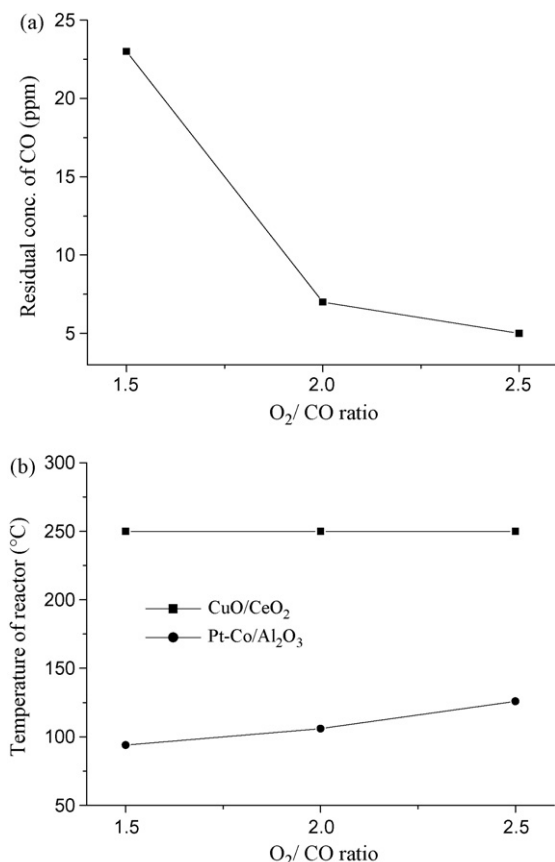 (a)
25
20
15
10
5
Residual conc. of CO (ppm)
1.5
2.0
2.5
O₂/ CO ratio
(b)
300
250
200
150
100
50
Temperature of reactor (°C)
CuO/CeO₂
Pt-Co/Al₂O₃
1.5
2.0
2.5
O₂/ CO ratio